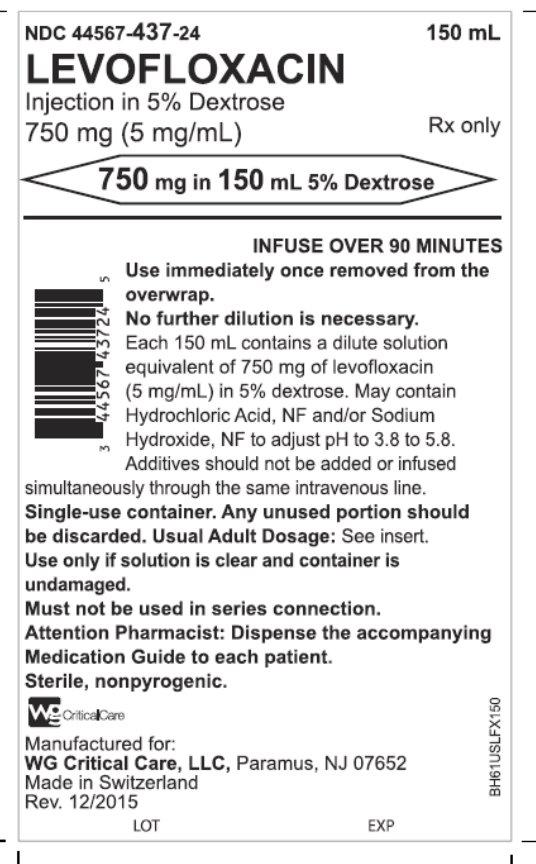 NDC 44567-437-24 150 mL
LEVOFLOXACIN
Injection in 5% Dextrose
750 mg (5 mg/mL) Rx only
750 mg in 150 mL 5% Dextrose
INFUSE OVER 90 MINUTES
Use immediately once removed from the
overwrap.
No further dilution is necessary.
Each 150 mL contains a dilute solution
equivalent of 750 mg of levofloxacin
(5 mg/mL) in 5% dextrose. May contain
Hydrochloric Acid, NF and/or Sodium
Hydroxide, NF to adjust pH to 3.8 to 5.8.
Additives should not be added or infused
simultaneously through the same intravenous line.
Single-use container. Any unused portion should
be discarded. Usual Adult Dosage: See insert.
Use only if solution is clear and container is
undamaged.
Must not be used in series connection.
Attention Pharmacist: Dispense the accompanying
Medication Guide to each patient.
Sterile, nonpyrogenic.
3 44567 43724 5
WG CriticalCare
Manufactured for:
WG Critical Care, LLC, Paramus, NJ 07652
Made in Switzerland
Rev. 12/2015
BH61USLFX150
LOT EXP